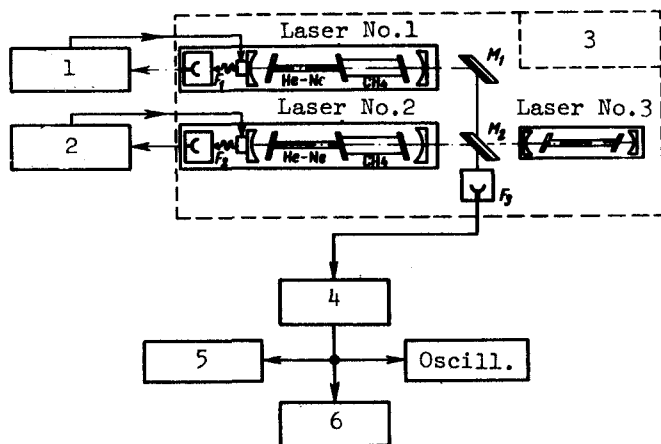 Laser No.1
3
1
F₁
He-Ne
CH₄
M₁
Laser No.2
Laser No.3
2
F₂
He-Ne
CH₄
M₂
F₃
4
5
Oscill.
6